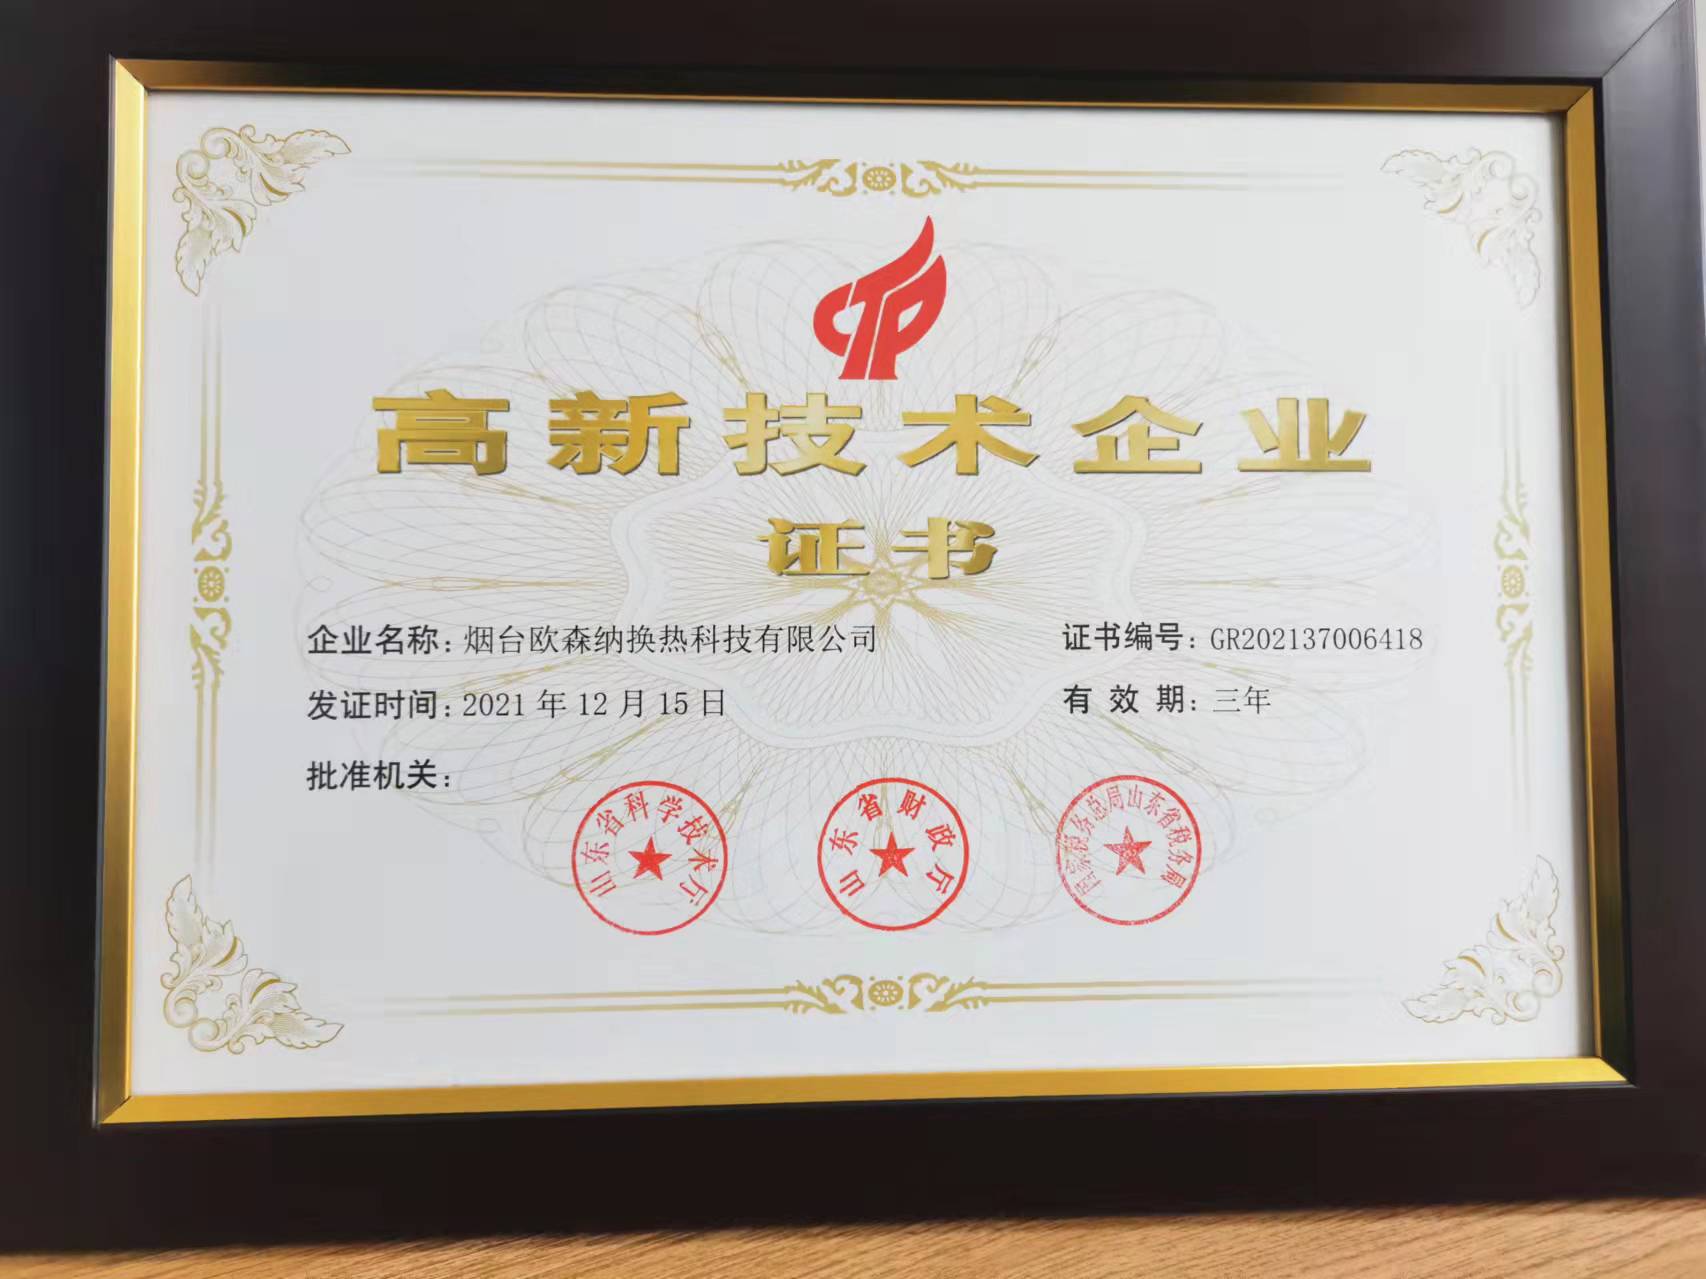 CTP
高新技术企业
证书
企业名称：烟台欧森纳换热科技有限公司
证书编号：GR202137006418
发证时间：2021年12月15日
有效期：三年
批准机关：
山东省科学技术厅
山东省财政厅
国家税务总局山东省税务局